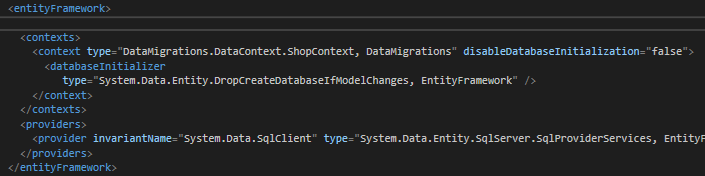 <entityFramework>
<contexts>
<context type="DataMigrations.DataContext.ShopContext, DataMigrations" disableDatabaseInitialization="false">
<databaseInitializer
type="System.Data.Entity.DropCreateDatabaseIfModelChanges, EntityFramework" />
</context>
</contexts>
<providers>
<provider invariantName="System.Data.SqlClient" type="System.Data.Entity.SqlServer.SqlProviderServices, EntityF
</providers>
</entityFramework>